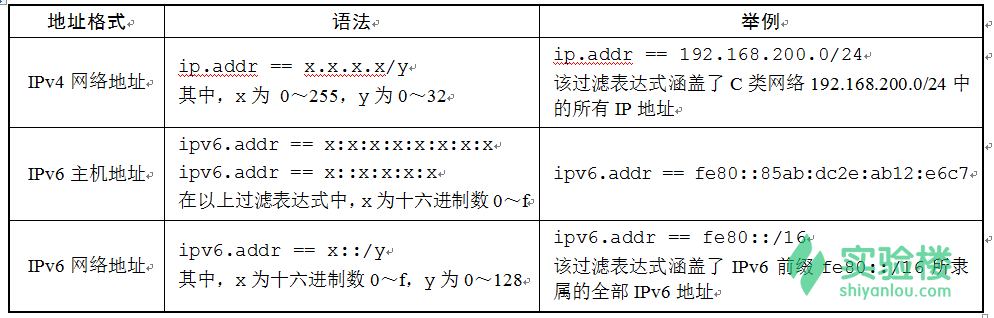 地址格式 语法 举例
IPv4 网络地址
ip.addr == x.x.x.x/y
其中，x 为 0～255，y 为 0～32
ip.addr == 192.168.200.0/24
该过滤表达式涵盖了 C 类网络 192.168.200.0/24 中
的所有 IP 地址
IPv6 主机地址
ipv6.addr == x:x:x:x:x:x:x:x
ipv6.addr == x::x:x:x:x
在以上过滤表达式中，x 为十六进制数 0～f
ipv6.addr == fe80::85ab:dc2e:ab12:e6c7
IPv6 网络地址
ipv6.addr == x::/y
其中，x 为十六进制数 0～f，y 为 0～128
ipv6.addr == fe80::/16
该过滤表达式涵盖了 IPv6 前缀 fe80::/16 所隶
属的全部 IPv6 地址
实验楼
shiyanlou.com